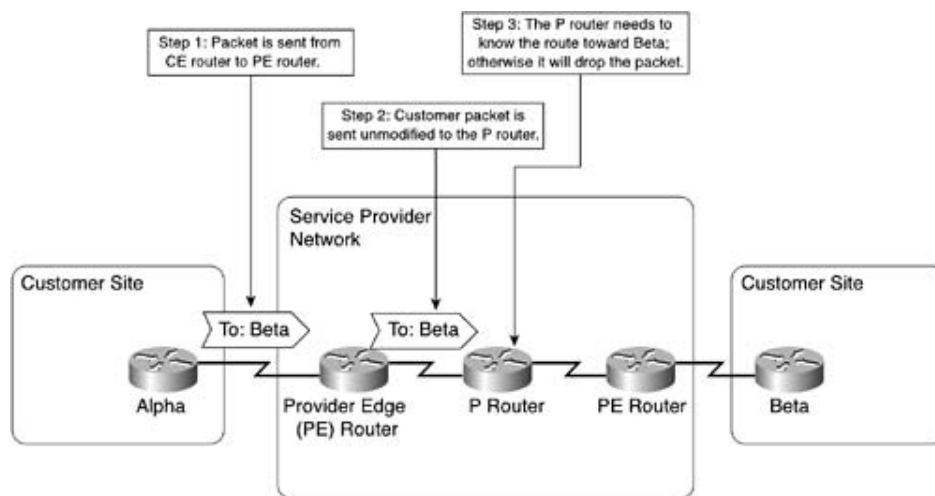 Step 1: Packet is sent from
CE router to PE router.
Step 3: The P router needs to
know the route toward Beta;
otherwise it will drop the packet.
Step 2: Customer packet is
sent unmodified to the P router.
Service Provider
Network
Customer Site
Customer Site
To: Beta
To: Beta
Alpha
Provider Edge
(PE) Router
P Router
PE Router
Beta